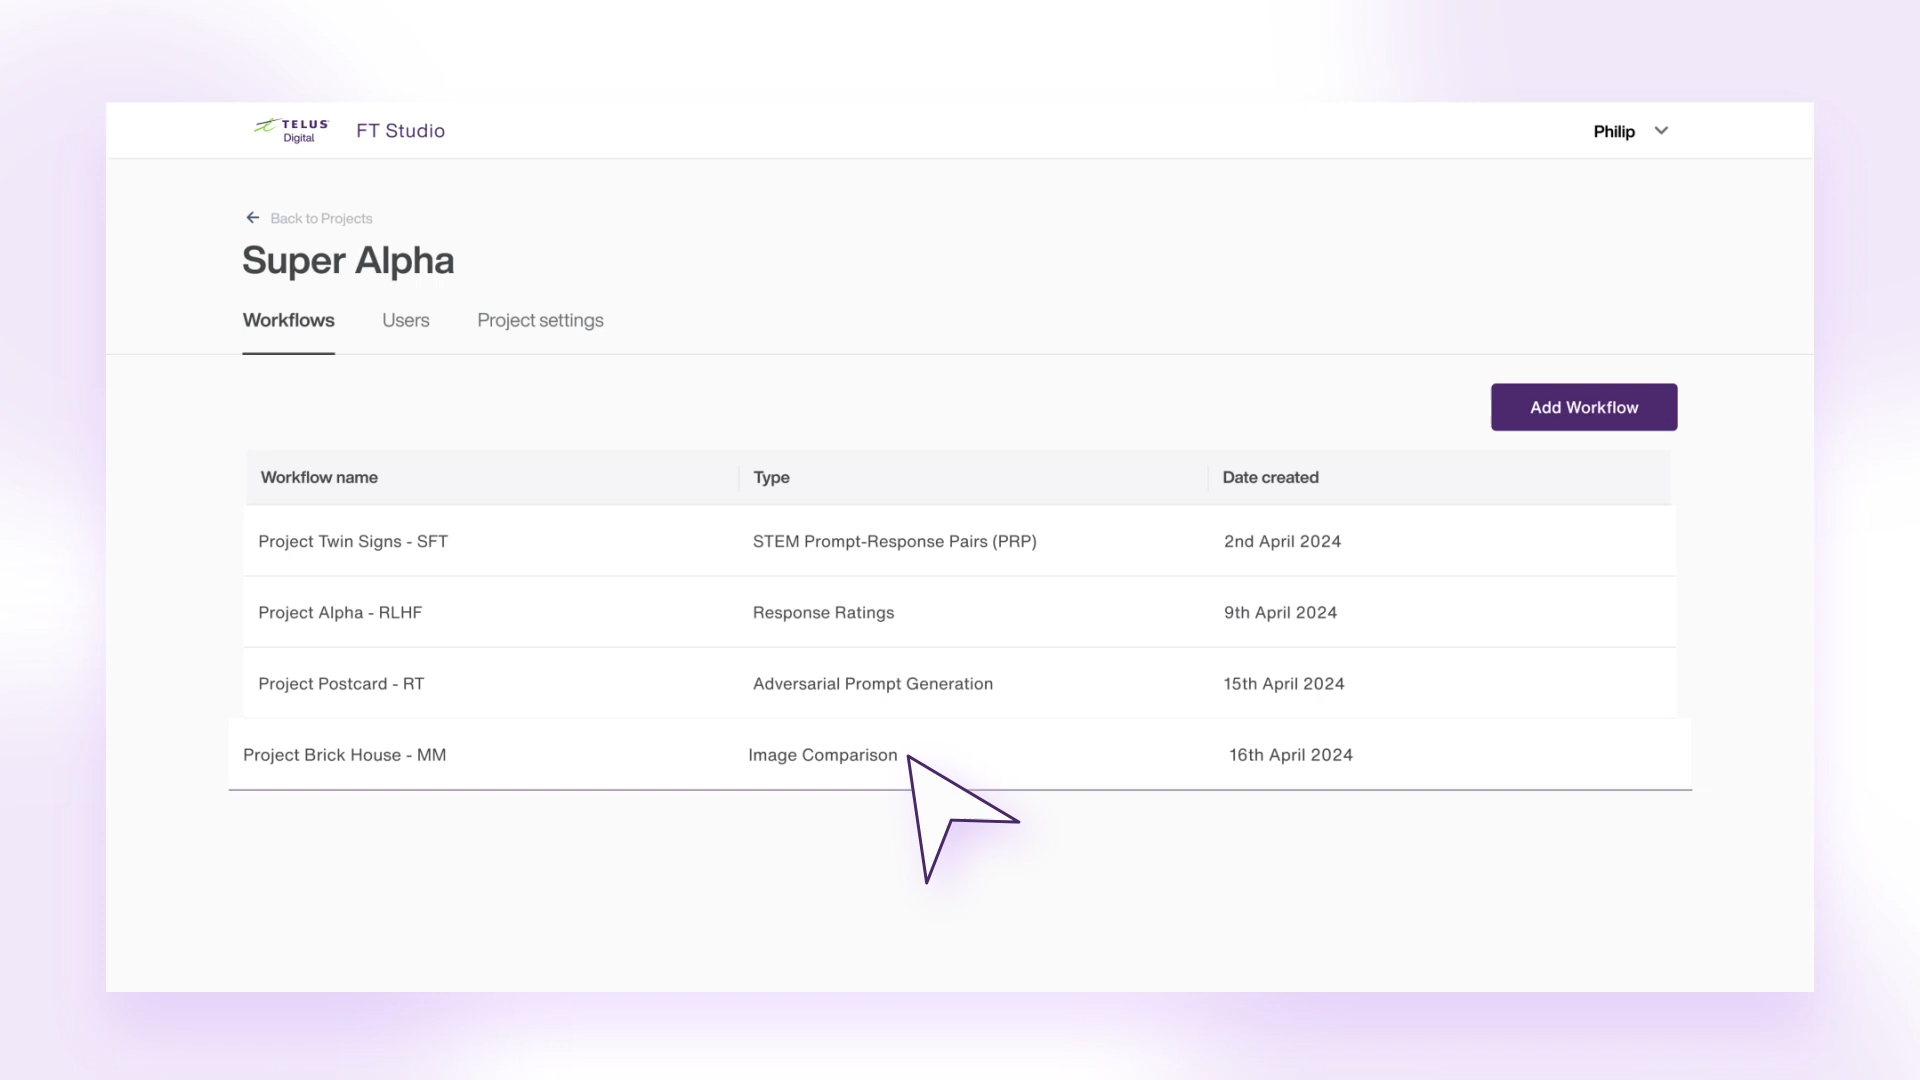 TELUS
Digital
FT Studio
Philip
Back to Projects
Super Alpha
Workflows Users Project settings
Add Workflow
Workflow name Type Date created
Project Twin Signs - SFT STEM Prompt-Response Pairs (PRP) 2nd April 2024
Project Alpha - RLHF Response Ratings 9th April 2024
Project Postcard - RT Adversarial Prompt Generation 15th April 2024
Project Brick House - MM Image Comparison 16th April 2024